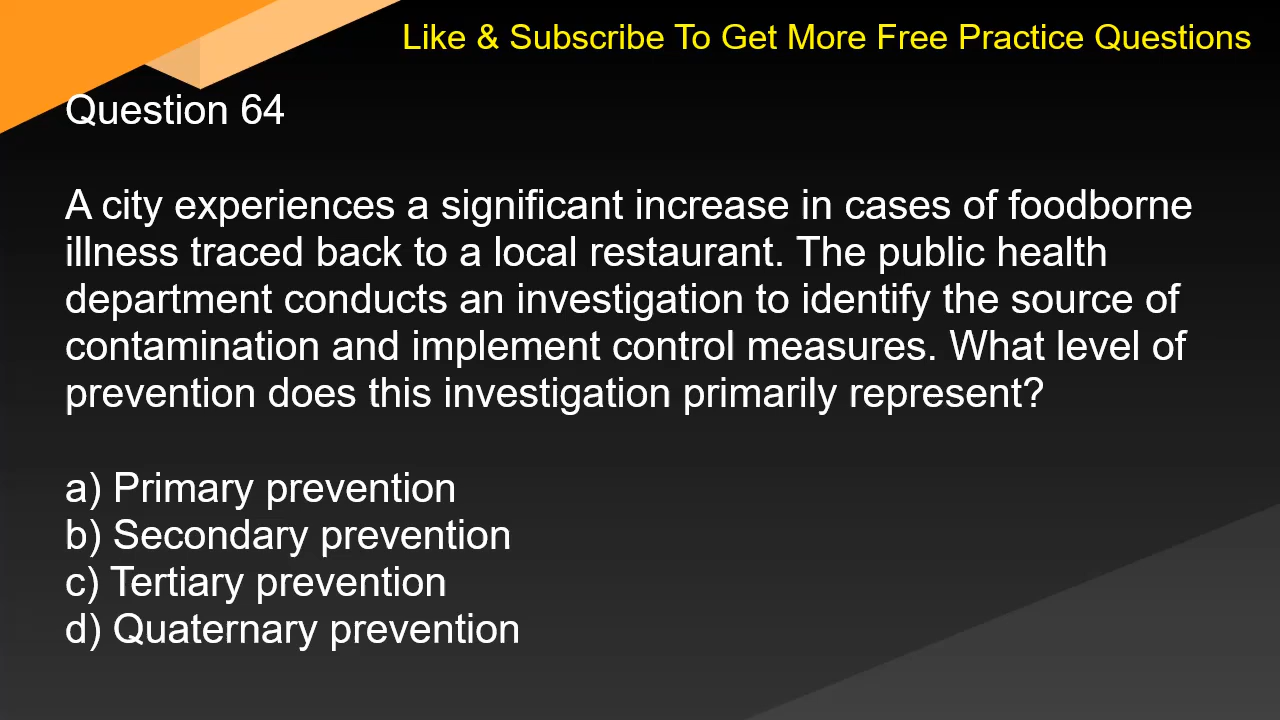 Like & Subscribe To Get More Free Practice Questions
Question 64
A city experiences a significant increase in cases of foodborne
illness traced back to a local restaurant. The public health
department conducts an investigation to identify the source of
contamination and implement control measures. What level of
prevention does this investigation primarily represent?
a) Primary prevention
b) Secondary prevention
c) Tertiary prevention
d) Quaternary prevention